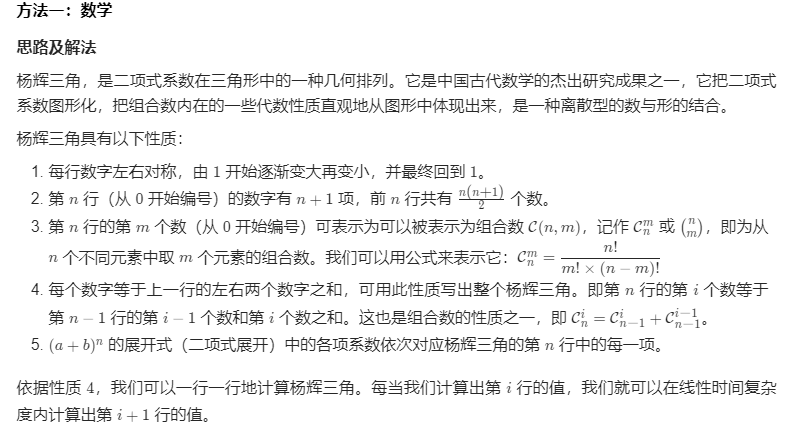 方法一：数学
思路及解法
杨辉三角，是二项式系数在三角形中的一种几何排列。它是中国古代数学的杰出研究成果之一，它把二项式
系数图形化，把组合数内在的一些代数性质直观地从图形中体现出来，是一种离散型的数与形的结合。
杨辉三角具有以下性质：
1. 每行数字左右对称，由 1 开始逐渐变大再变小，并最终回到 1。
2. 第 n 行（从 0 开始编号）的数字有 n + 1 项，前 n 行共有 $\frac{n(n+1)}{2}$ 个数。
3. 第 n 行的第 m 个数（从 0 开始编号）可表示为可以被表示为组合数 $\mathcal{C}(n, m)$，记作 $\mathcal{C}_n^m$ 或 $\binom{n}{m}$，即为从
n 个不同元素中取 m 个元素的组合数。我们可以用公式来表示它：$\mathcal{C}_n^m = \frac{n!}{m! \times (n-m)!}$
4. 每个数字等于上一行的左右两个数字之和，可用此性质写出整个杨辉三角。即第 n 行的第 i 个数等于
第 n − 1 行的第 i − 1 个数和第 i 个数之和。这也是组合数的性质之一，即 $\mathcal{C}_n^i = \mathcal{C}_{n-1}^i + \mathcal{C}_{n-1}^{i-1}$。
5. $(a + b)^n$ 的展开式（二项式展开）中的各项系数依次对应杨辉三角的第 n 行中的每一项。
依据性质 4，我们可以一行一行地计算杨辉三角。每当我们计算出第 i 行的值，我们就可以在线性时间复杂
度内计算出第 i + 1 行的值。